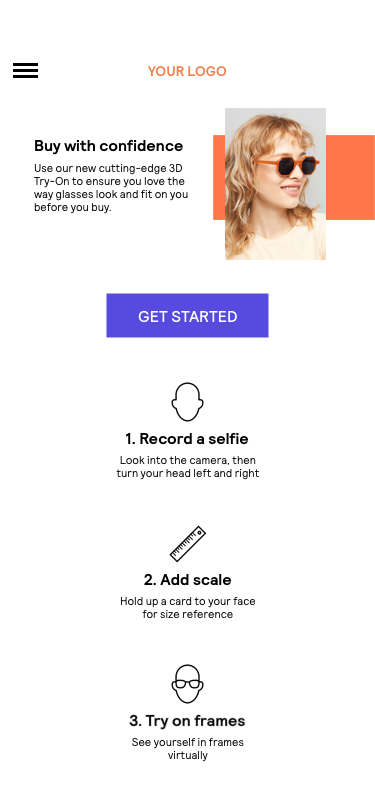 YOUR LOGO
Buy with confidence
Use our new cutting-edge 3D
Try-On to ensure you love the
way glasses look and fit on you
before you buy.
GET STARTED
1. Record a selfie
Look into the camera, then
turn your head left and right
2. Add scale
Hold up a card to your face
for size reference
3. Try on frames
See yourself in frames
virtually